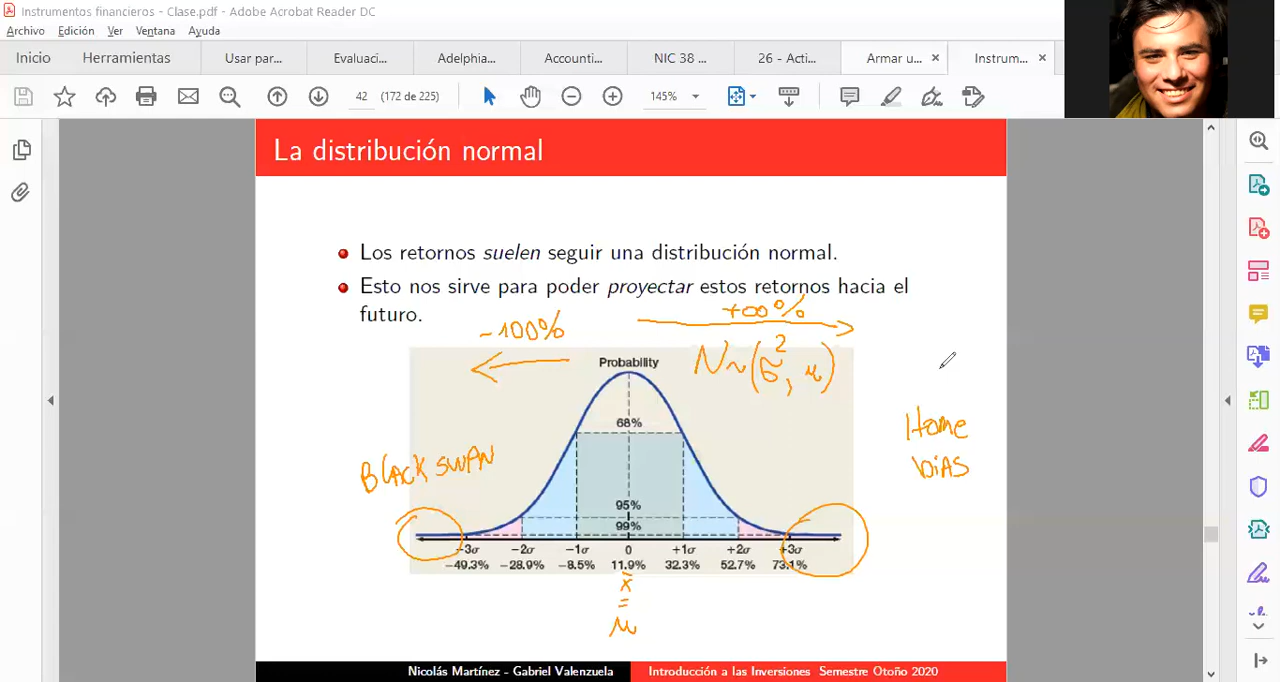 Instrumentos financieros - Clase.pdf - Adobe Acrobat Reader DC
Archivo Edición Ver Ventana Ayuda
Inicio Herramientas Usar par... Evaluaci... Adelphia... Accounti... NIC 38 ... 26 - Acti... Armar u... × Instrum... ×
42 (172 de 225) 145%
La distribución normal
Los retornos suelen seguir una distribución normal.
Esto nos sirve para poder proyectar estos retornos hacia el
futuro.
-100% +∞%
N~(σ², μ)
Probability
68%
Home
BiAS
BlACK SWAN
95%
99%
−3σ −2σ −1σ 0 +1σ +2σ +3σ
−49.3% −28.9% −8.5% 11.9% 32.3% 52.7% 73.1%
x̄
=
μ
Nicolás Martínez - Gabriel Valenzuela Introducción a las Inversiones Semestre Otoño 2020